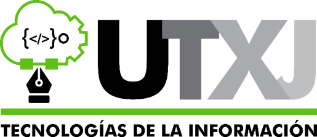 {</>}
UTXJ
TECNOLOGÍAS DE LA INFORMACIÓN